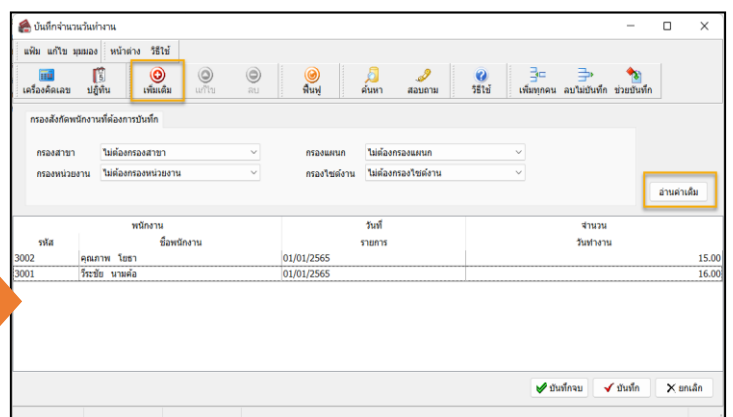 บันทึกจำนวนวันทำงาน
แฟ้ม แก้ไข มุมมอง หน้าต่าง วิธีใช้
เครื่องคิดเลข ปฏิทิน เพิ่มเติม แก้ไข ลบ ฟื้นฟู ค้นหา สอบถาม วิธีใช้ เพิ่มทุกคน ลบไม่บันทึก ช่วยบันทึก
กรองสังกัดพนักงานที่ต้องการบันทึก
กรองสาขา ไม่ต้องกรองสาขา กรองแผนก ไม่ต้องกรองแผนก
กรองหน่วยงาน ไม่ต้องกรองหน่วยงาน กรองไซด์งาน ไม่ต้องกรองไซด์งาน
อ่านค่าเดิม
พนักงาน วันที่ จำนวน
รหัส ชื่อพนักงาน รายการ วันทำงาน
3002 คุณภาพ โยธา 01/01/2565 15.00
3001 วีระชัย นามค้อ 01/01/2565 16.00
บันทึกจบ บันทึก ยกเลิก